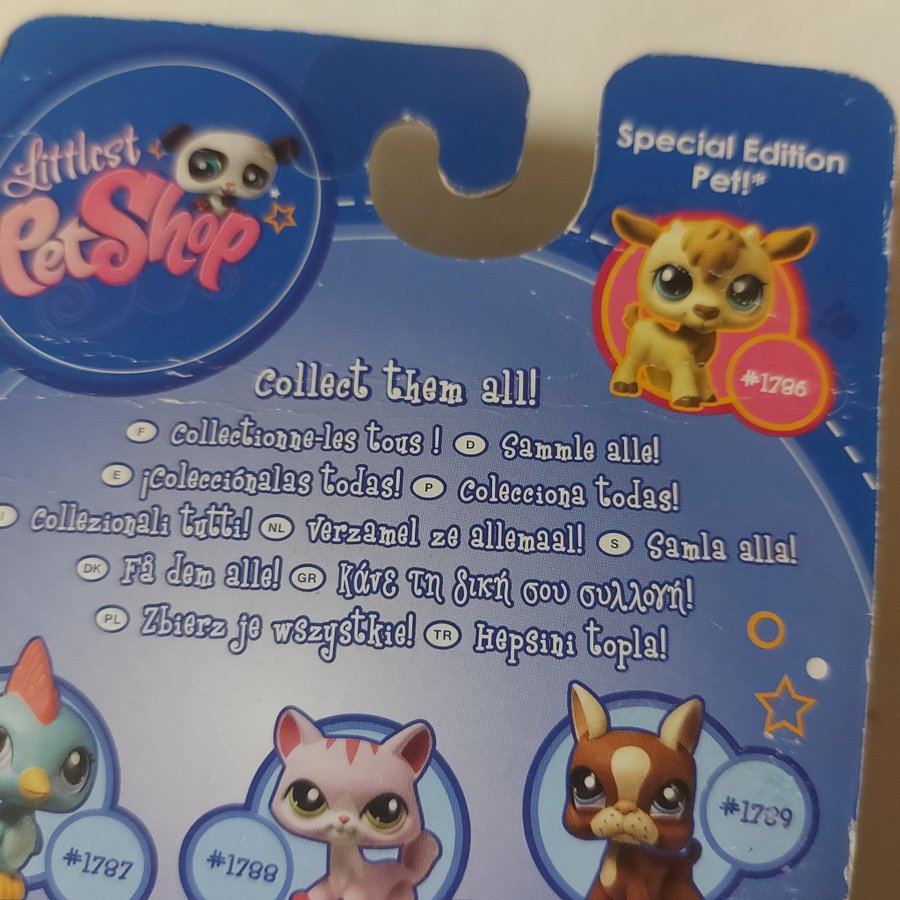 Littlest
PetShop
Special Edition
Pet!*
#1786
Collect them all!
F Collectionne-les tous ! D Sammle alle!
E ¡Colecciónalas todas! P Colecciona todas!
I Collezionali tutti! NL Verzamel ze allemaal! S Samla alla!
DK Få dem alle! GR Κάνε τη δική σου συλλογή!
PL Zbierz je wszystkie! TR Hepsini topla!
#1787
#1788
#1789